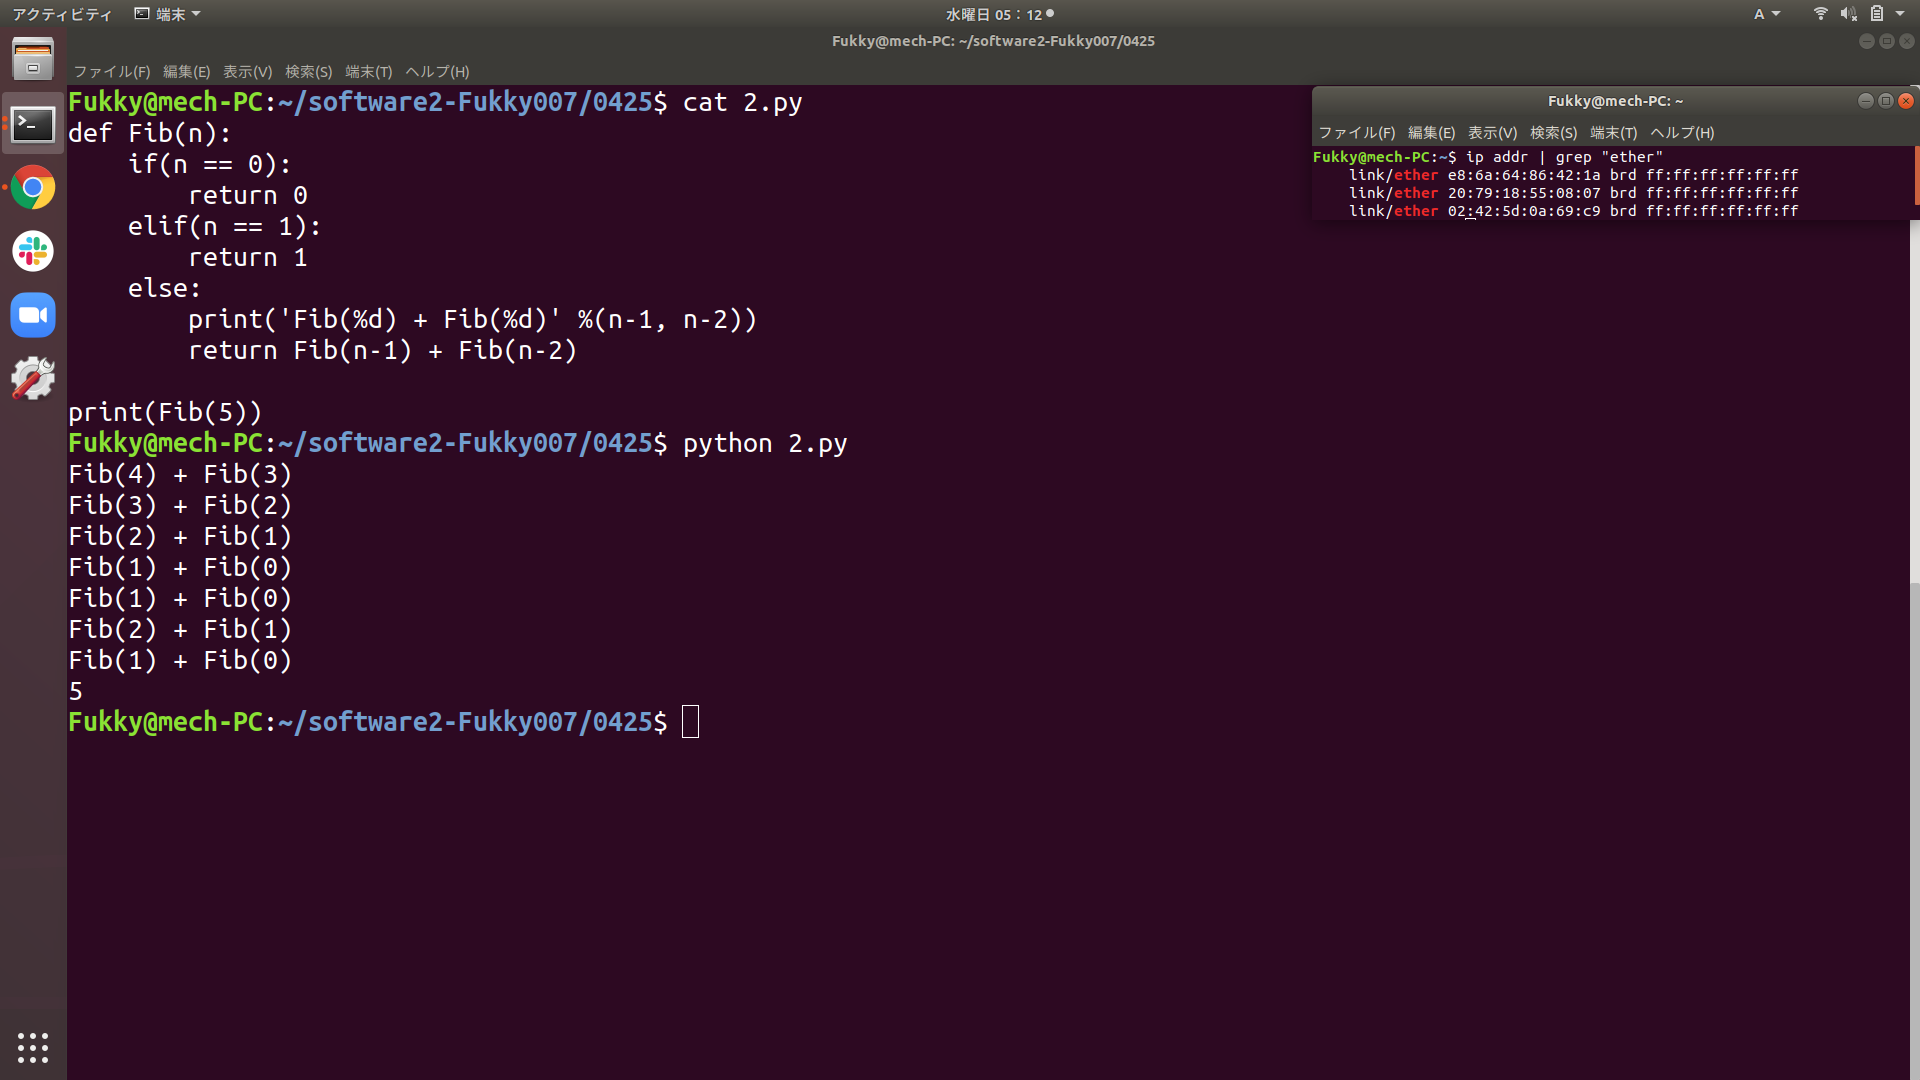 アクティビティ 端末 水曜日 05：12 A
Fukky@mech-PC: ~/software2-Fukky007/0425
ファイル(F) 編集(E) 表示(V) 検索(S) 端末(T) ヘルプ(H)
Fukky@mech-PC:~/software2-Fukky007/0425$ cat 2.py
def Fib(n):
    if(n == 0):
        return 0
    elif(n == 1):
        return 1
    else:
        print('Fib(%d) + Fib(%d)' %(n-1, n-2))
        return Fib(n-1) + Fib(n-2)

print(Fib(5))
Fukky@mech-PC:~/software2-Fukky007/0425$ python 2.py
Fib(4) + Fib(3)
Fib(3) + Fib(2)
Fib(2) + Fib(1)
Fib(1) + Fib(0)
Fib(1) + Fib(0)
Fib(2) + Fib(1)
Fib(1) + Fib(0)
5
Fukky@mech-PC:~/software2-Fukky007/0425$
Fukky@mech-PC: ~
ファイル(F) 編集(E) 表示(V) 検索(S) 端末(T) ヘルプ(H)
Fukky@mech-PC:~$ ip addr | grep "ether"
    link/ether e8:6a:64:86:42:1a brd ff:ff:ff:ff:ff:ff
    link/ether 20:79:18:55:08:07 brd ff:ff:ff:ff:ff:ff
    link/ether 02:42:5d:0a:69:c9 brd ff:ff:ff:ff:ff:ff